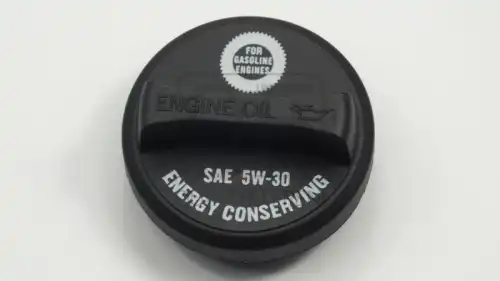 FOR
GASOLINE
ENGINES
ENGINE OIL
SAE 5W-30
ENERGY CONSERVING